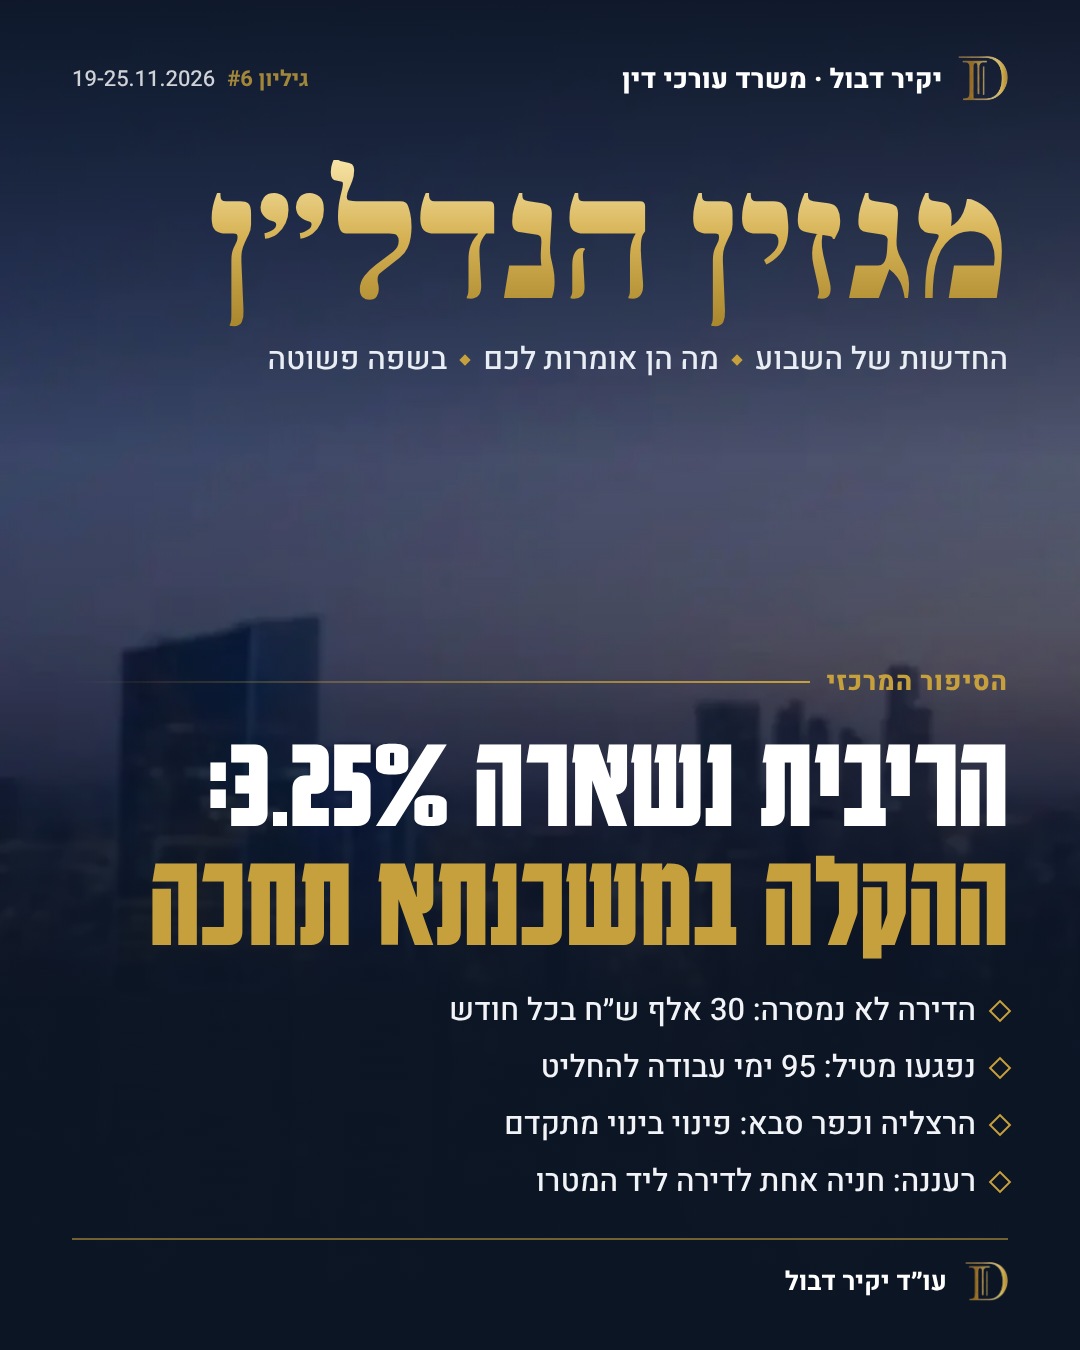 יקיר דבול · משרד עורכי דין
גיליון #6 19-25.11.2026
מגזין הנדל״ן
החדשות של השבוע ◆ מה הן אומרות לכם ◆ בשפה פשוטה
הסיפור המרכזי
הריבית נשארה 3.25%:
ההקלה במשכנתא תחכה
הדירה לא נמסרה: 30 אלף ש״ח בכל חודש
נפגעו מטיל: 95 ימי עבודה להחליט
הרצליה וכפר סבא: פינוי בינוי מתקדם
רעננה: חניה אחת לדירה ליד המטרו
עו״ד יקיר דבול